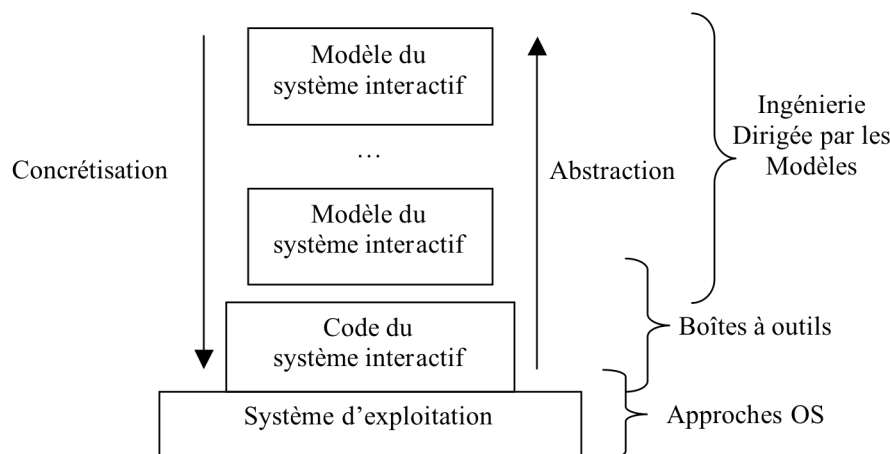 Modèle du
système interactif
Ingénierie
Dirigée par les
Modèles
...
Concrétisation
Abstraction
Modèle du
système interactif
Code du
système interactif
Boîtes à outils
Système d'exploitation
Approches OS